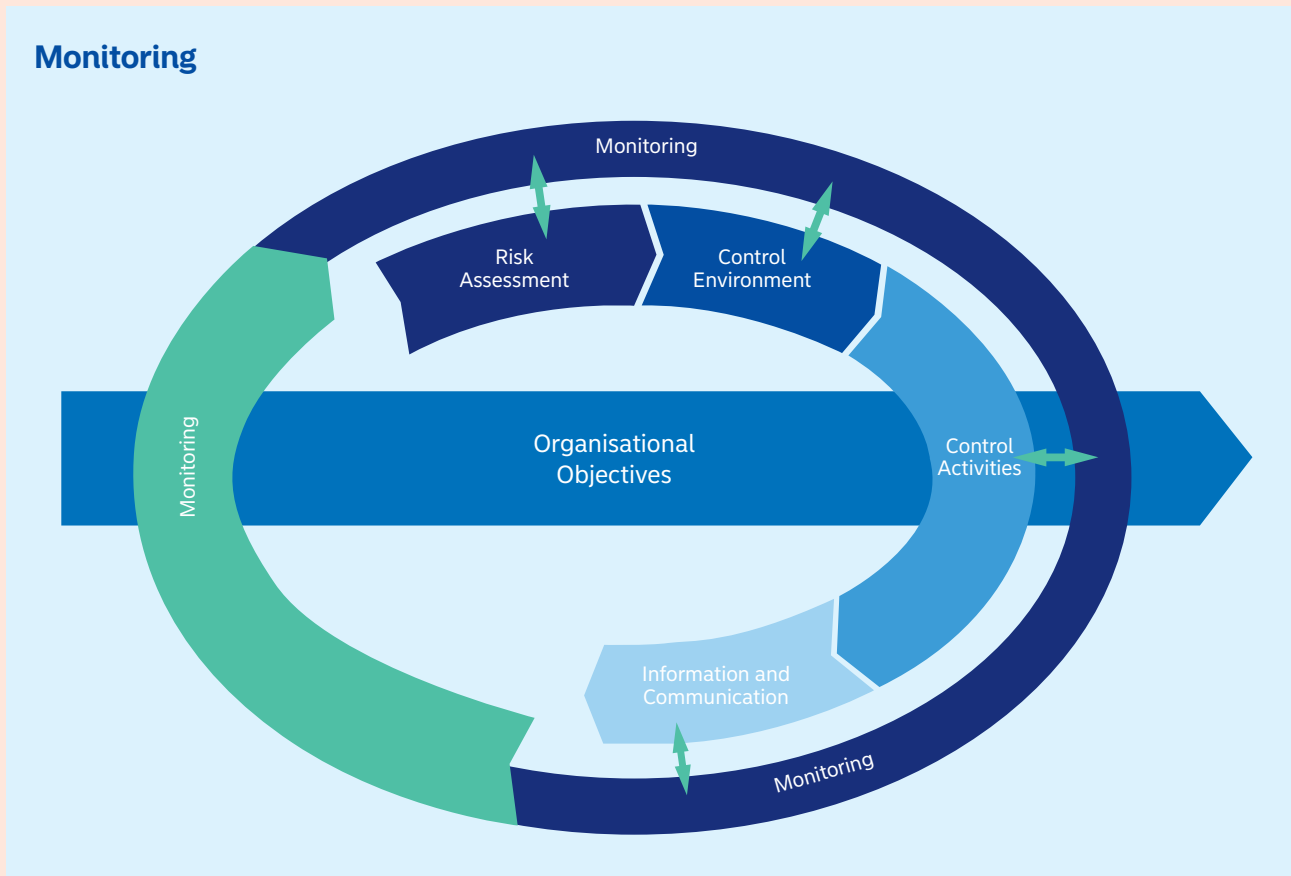 Monitoring
Monitoring
Risk
Assessment
Control
Environment
Monitoring
Organisational
Objectives
Control
Activities
Information and
Communication
Monitoring